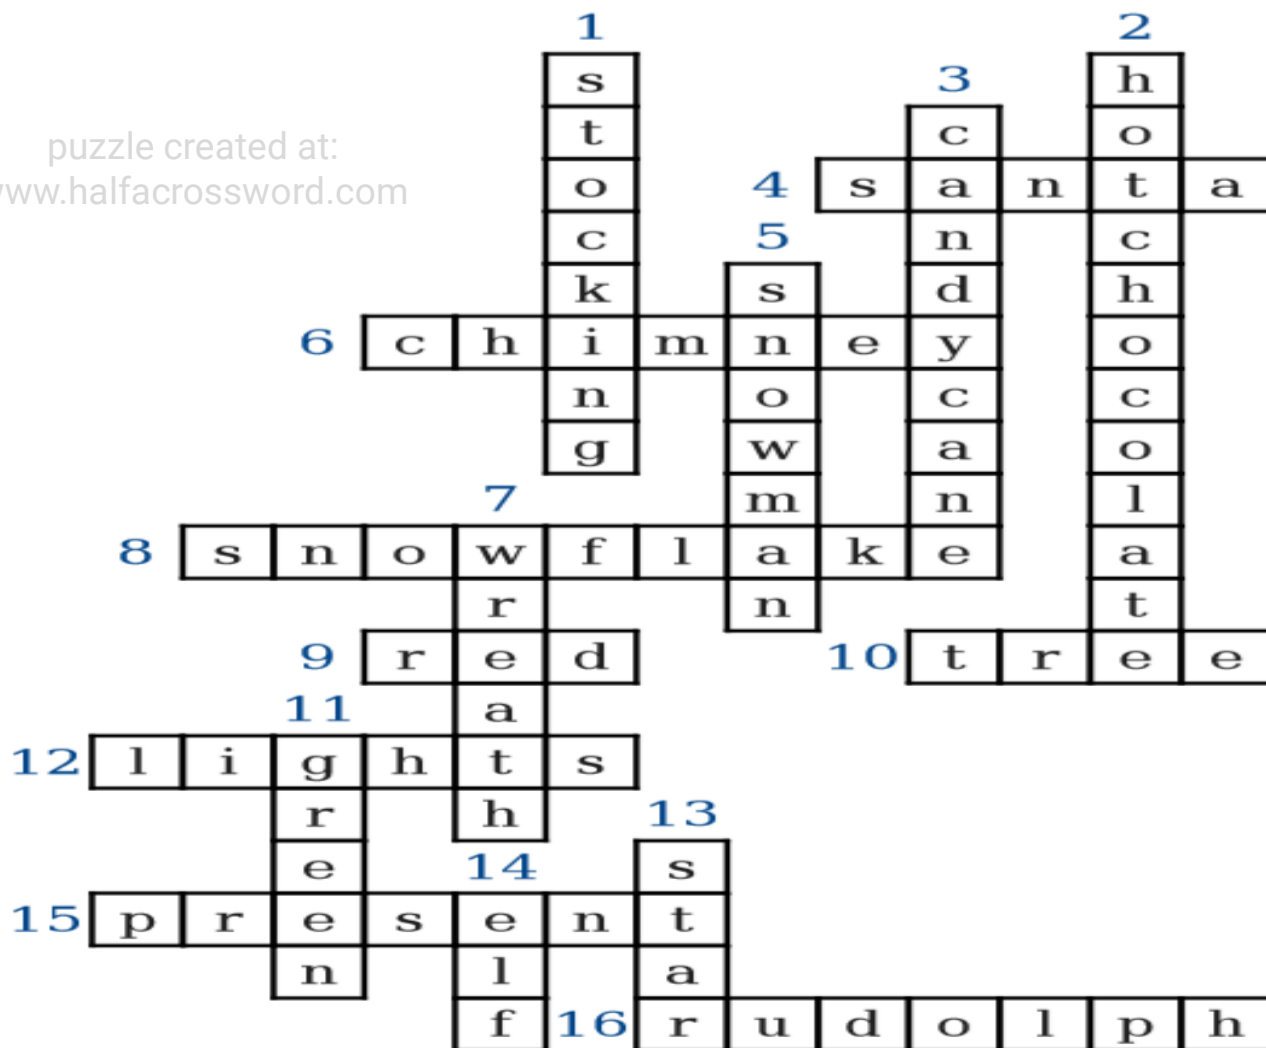 1 2
s 3 h
puzzle created at: t c o
www.halfacrossword.com o 4 s a n t a
c 5 n c
k s d h
6 c h i m n e y o
n o c c
g w a o
7 m n l
8 s n o w f l a k e a
r n t
9 r e d 10 t r e e
11 a
12 l i g h t s
r h 13
e 14 s
15 p r e s e n t
n l a
f 16 r u d o l p h